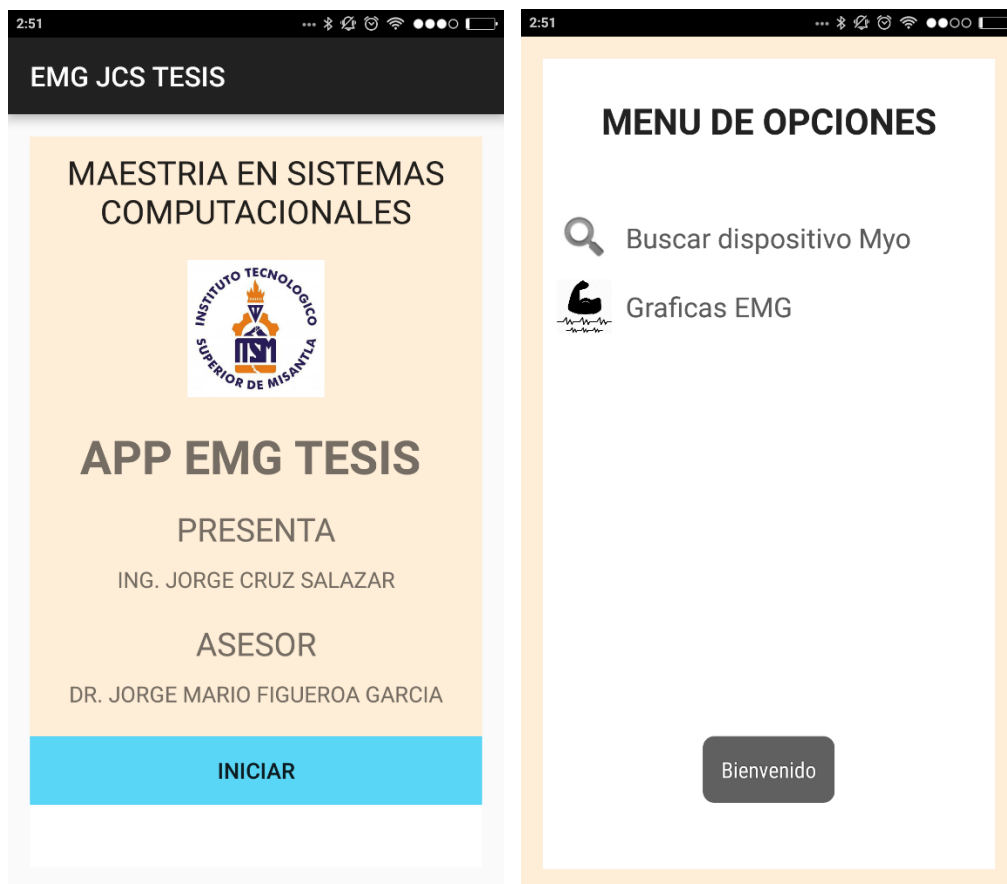 2:51
EMG JCS TESIS
MAESTRIA EN SISTEMAS
COMPUTACIONALES
INSTITUTO TECNOLOGICO
ITSM
SUPERIOR DE MISANTLA
APP EMG TESIS
PRESENTA
ING. JORGE CRUZ SALAZAR
ASESOR
DR. JORGE MARIO FIGUEROA GARCIA
INICIAR
2:51
MENU DE OPCIONES
Buscar dispositivo Myo
Graficas EMG
Bienvenido